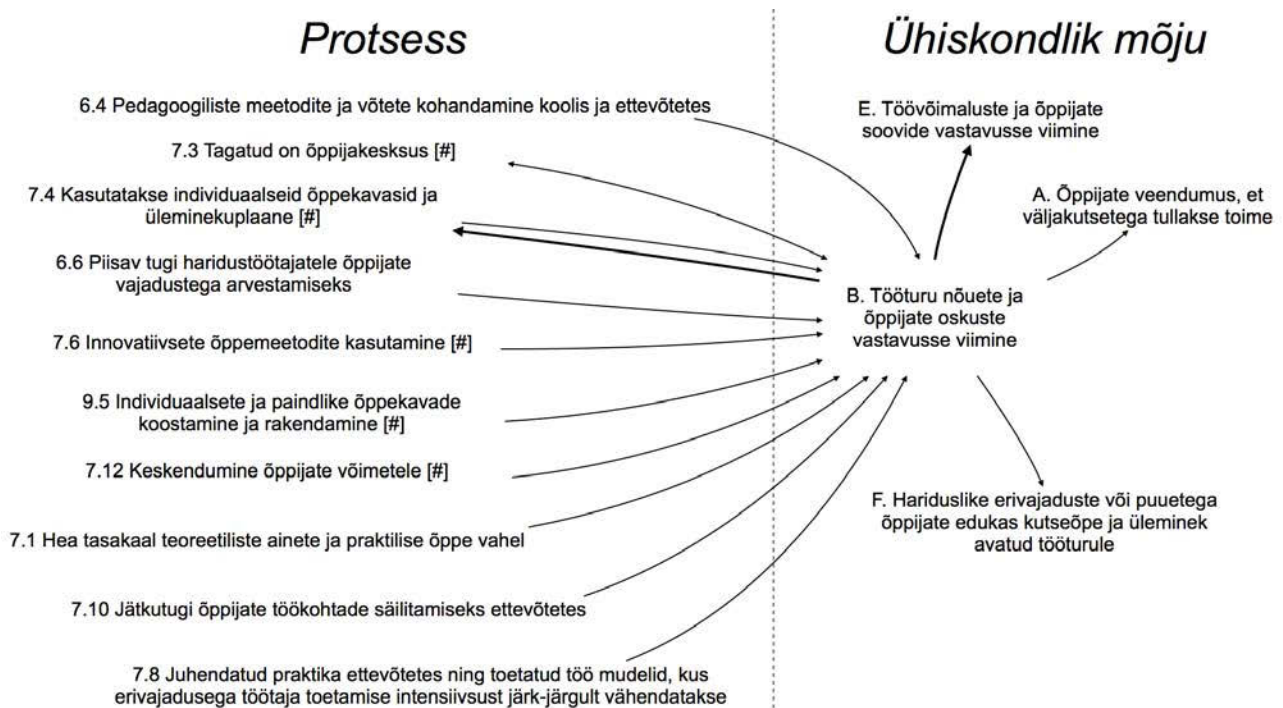 Protsess
6.4 Pedagoogiliste meetodite ja võtete kohandamine koolis ja ettevõtetes
7.3 Tagatud on õppijakesksus [#]
7.4 Kasutatakse individuaalseid õppekavasid ja
üleminekuplaane [#]
6.6 Piisav tugi haridustöötajatele õppijate
vajadustega arvestamiseks
7.6 Innovatiivsete õppemeetodite kasutamine [#]
9.5 Individuaalsete ja paindlike õppekavade
koostamine ja rakendamine [#]
7.12 Keskendumine õppijate võimetele [#]
7.1 Hea tasakaal teoreetiliste ainete ja praktilise õppe vahel
7.10 Jätkutugi õppijate töökohtade säilitamiseks ettevõtetes
7.8 Juhendatud praktika ettevõtetes ning toetatud töö mudelid, kus
erivajadusega töötaja toetamise intensiivsust järk-järgult vähendatakse
Ühiskondlik mõju
E. Töövõimaluste ja õppijate
soovide vastavusse viimine
A. Õppijate veendumus, et
väljakutsetega tullakse toime
B. Tööturu nõuete ja
õppijate oskuste
vastavusse viimine
F. Hariduslike erivajaduste või puuetega
õppijate edukas kutseõpe ja üleminek
avatud tööturule